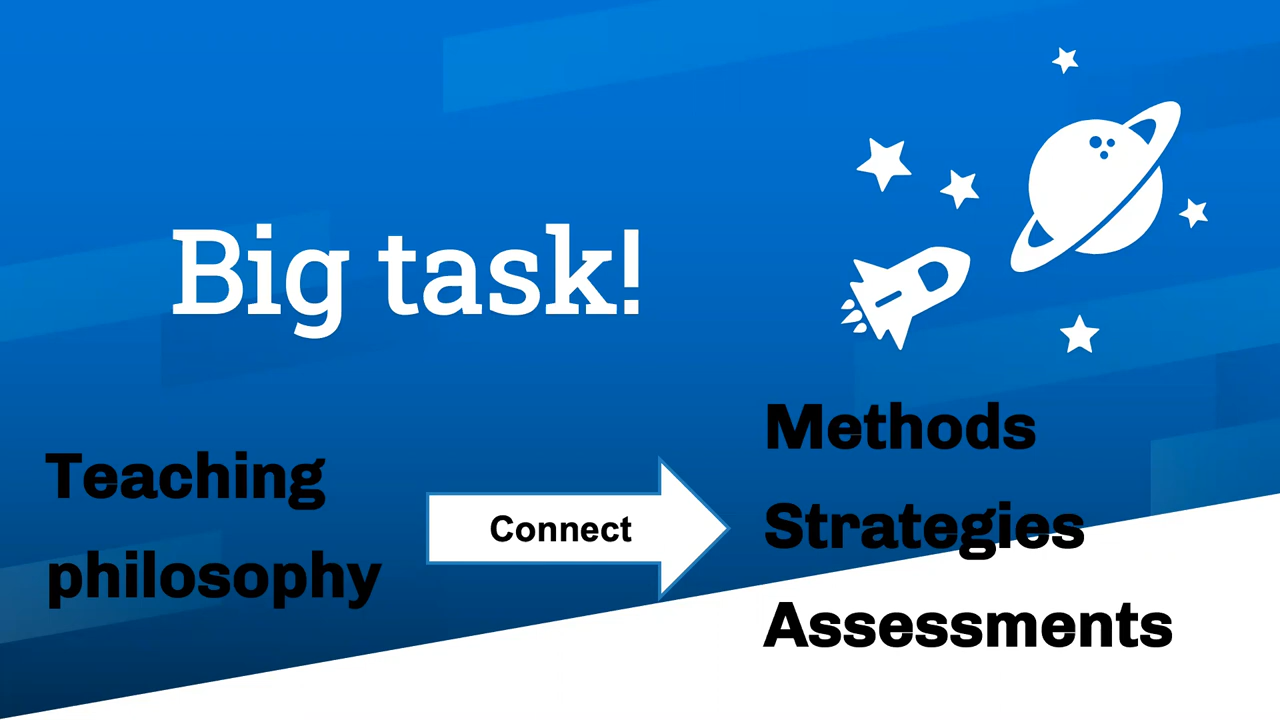 Big task!
Teaching
philosophy
Connect
Methods
Strategies
Assessments